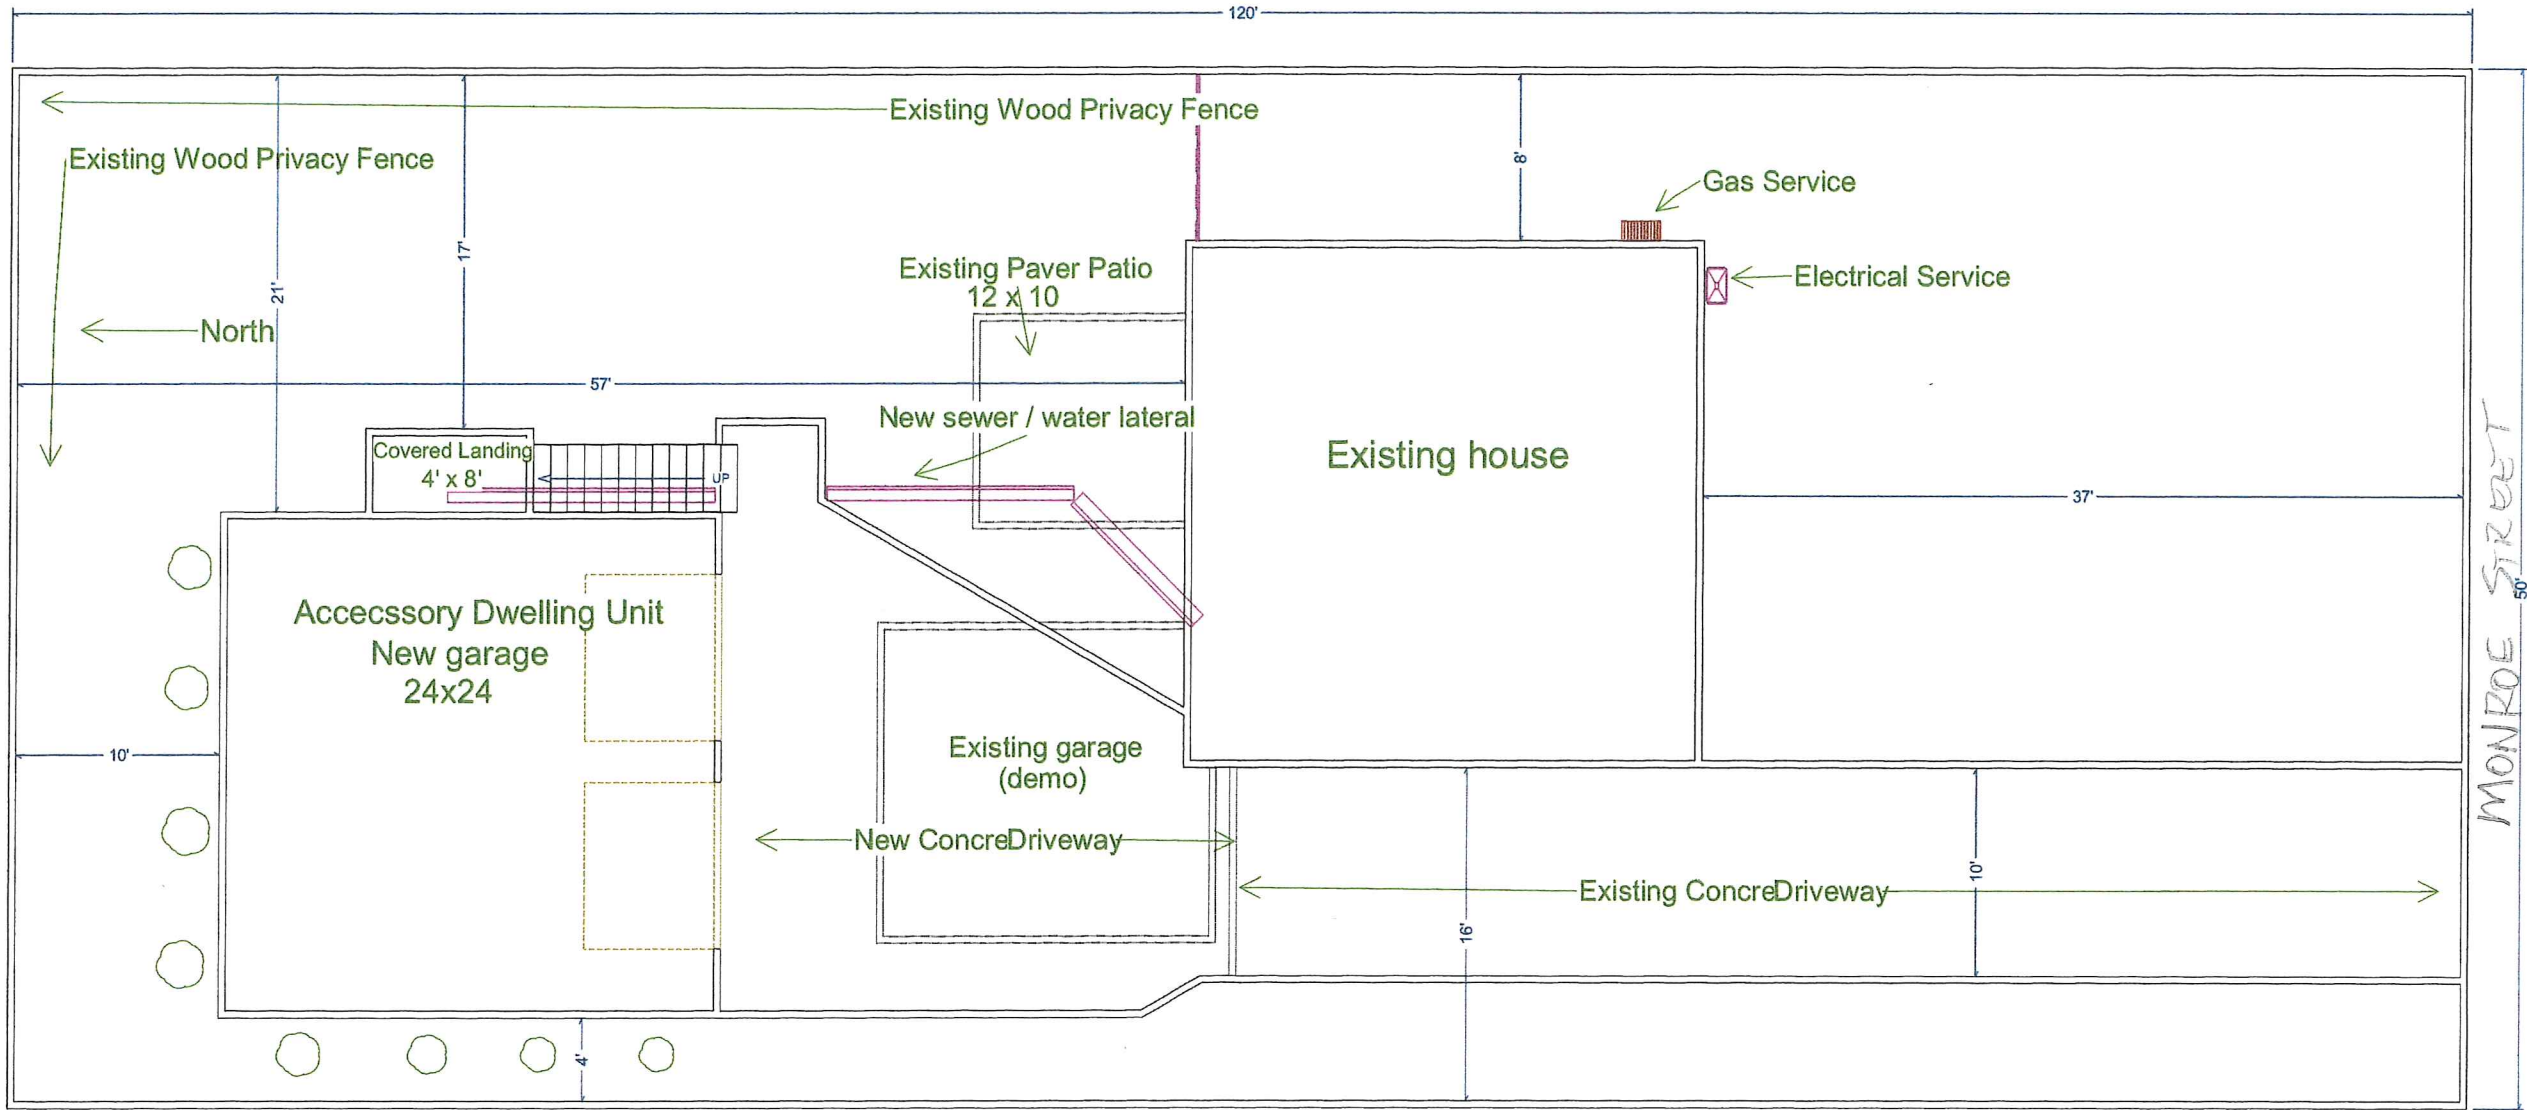 120'
Existing Wood Privacy Fence
Existing Wood Privacy Fence
8'
Gas Service
17'
Existing Paver Patio
12 x 10
Electrical Service
21'
North
57'
New sewer / water lateral
Covered Landing
4' x 8'
UP
Existing house
37'
MONROE STREET
50'
Accecssory Dwelling Unit
New garage
24x24
10'
Existing garage
(demo)
New ConcreDriveway
Existing ConcreDriveway
10'
16'
4'